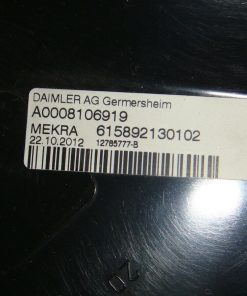 DAIMLER AG Germersheim
A0008106919
MEKRA 615892130102
22.10.2012 12785777-B